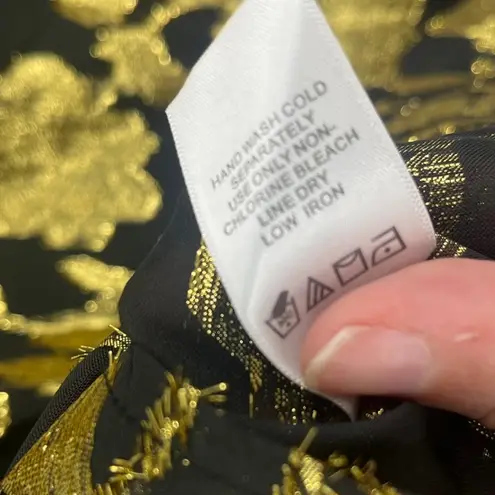 HAND WASH COLD
SEPARATELY
USE ONLY NON-
CHLORINE BLEACH
LINE DRY
LOW IRON